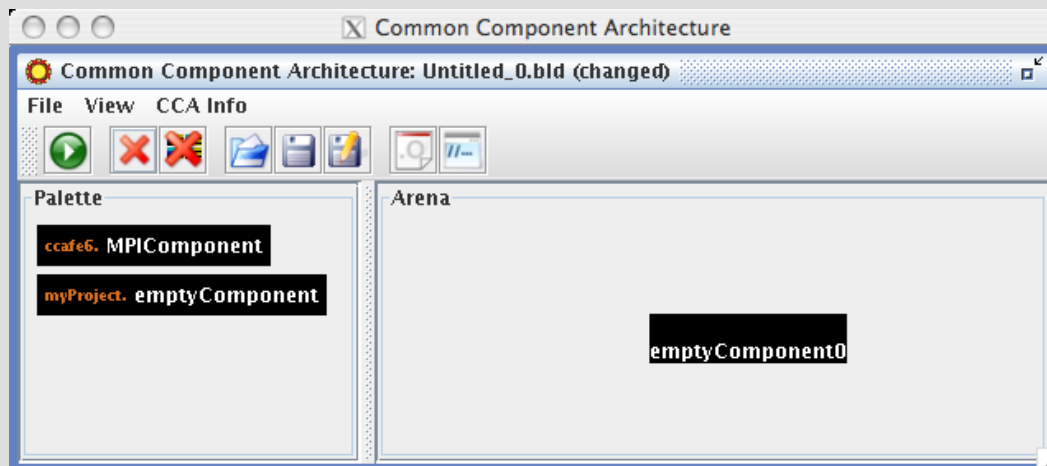 Common Component Architecture
Common Component Architecture: Untitled_0.bld (changed)
File View CCA Info
Palette
Arena
ccafe6. MPIComponent
myProject. emptyComponent
emptyComponent0